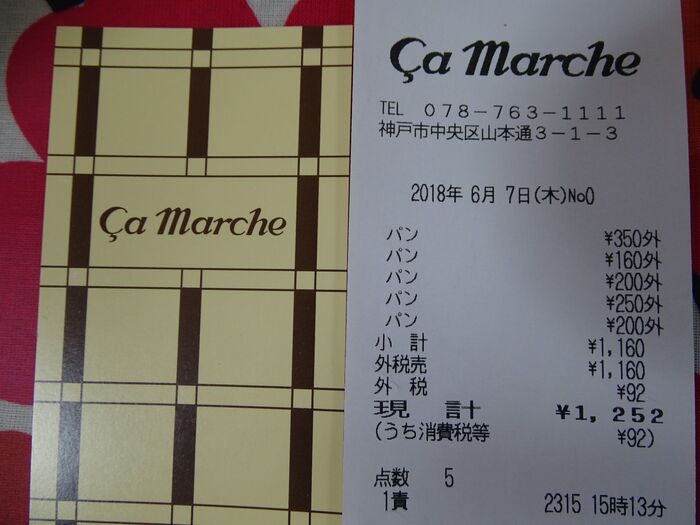 Ça Marche
Ça Marche
TEL ０７８－７６３－１１１１
神戸市中央区山本通３－１－３
2018年 6月 7日(木)No0
パン ¥350外
パン ¥160外
パン ¥200外
パン ¥250外
パン ¥200外
小 計 ¥1,160
外税売 ¥1,160
外 税 ¥92
現 計 ¥1,252
(うち消費税等 ¥92)
点数 5
1責 2315 15時13分